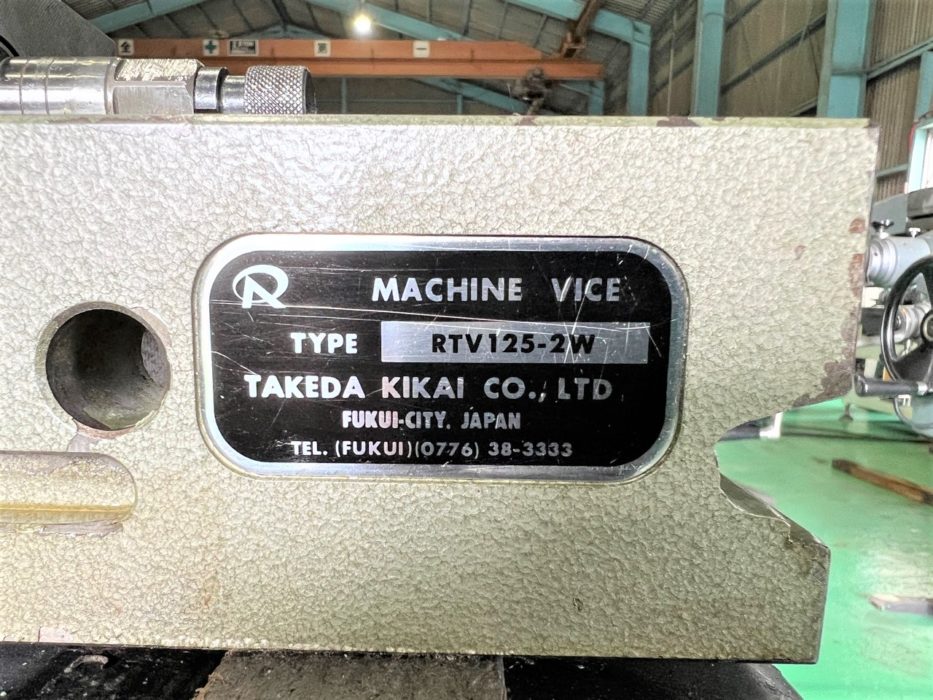 R MACHINE VICE
TYPE RTV125-2W
TAKEDA KIKAI CO., LTD
FUKUI-CITY, JAPAN
TEL. (FUKUI)(0776) 38-3333